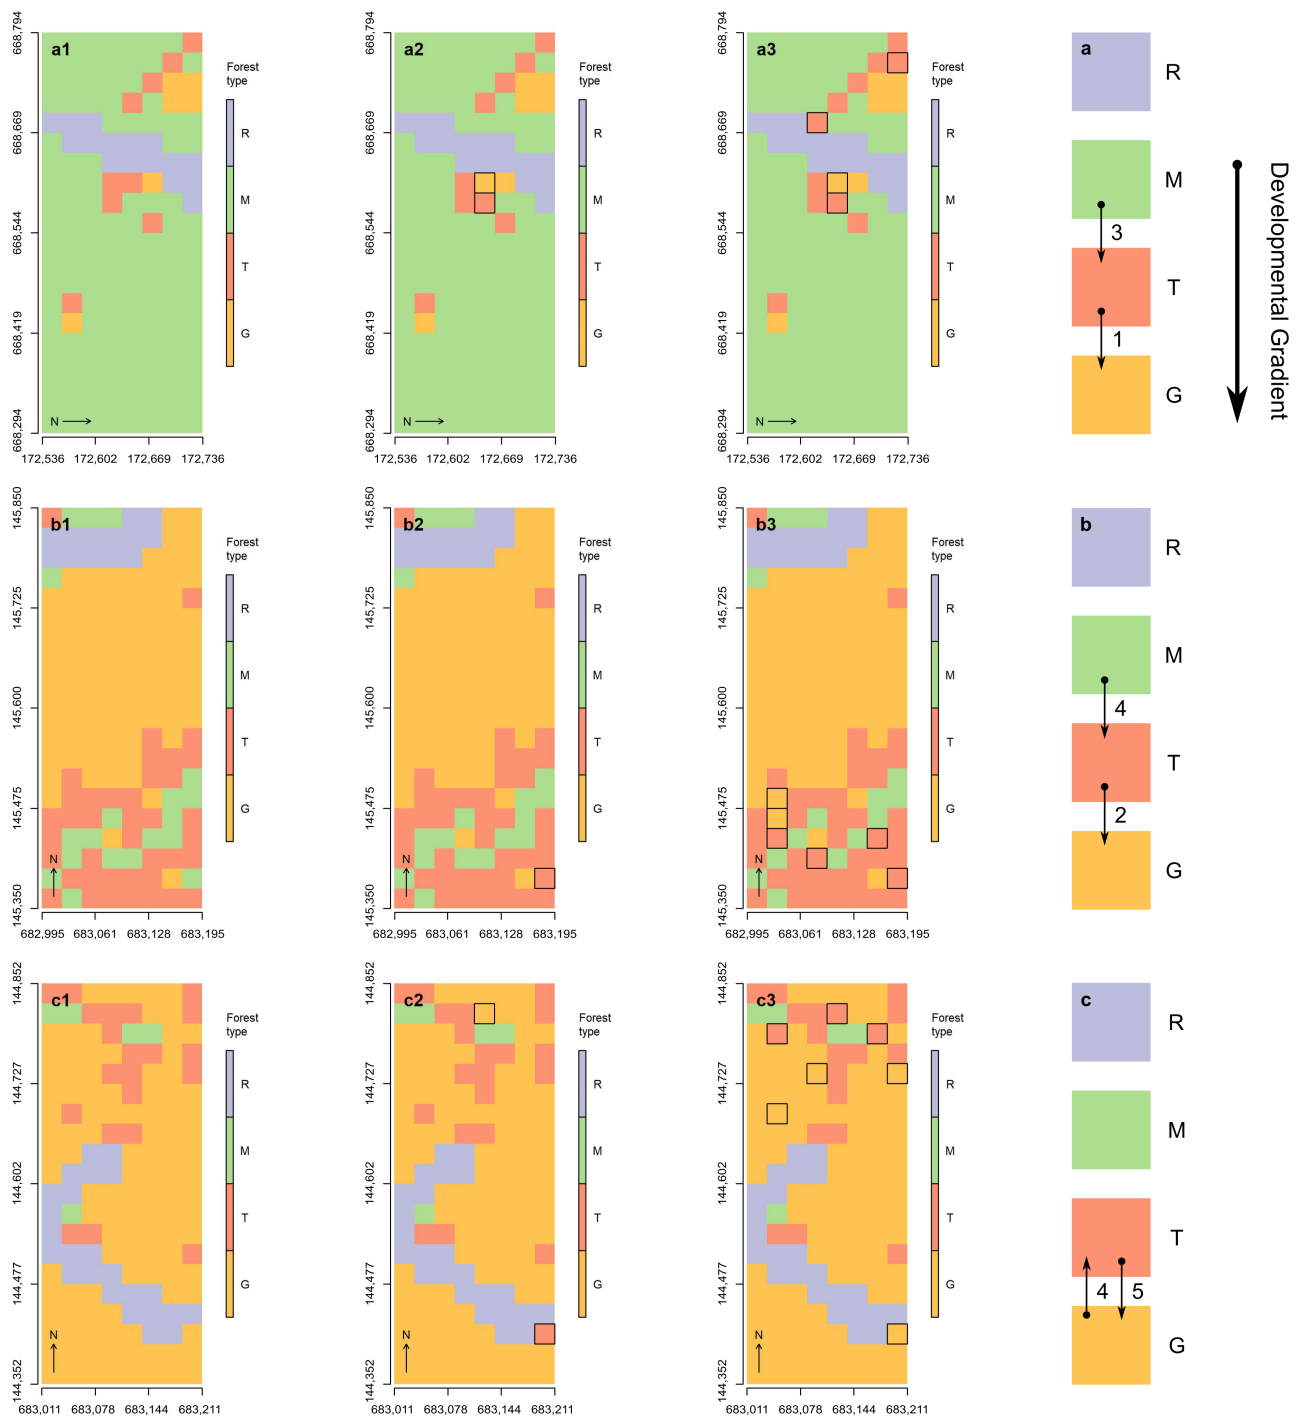 a1
668,794
668,669
668,544
668,419
668,294
172,536
172,602
172,669
172,736
N
Forest
type
R
M
T
G
a2
668,794
668,669
668,544
668,419
668,294
172,536
172,602
172,669
172,736
N
Forest
type
R
M
T
G
a3
668,794
668,669
668,544
668,419
668,294
172,536
172,602
172,669
172,736
N
Forest
type
R
M
T
G
a
R
M
3
T
1
G
Developmental Gradient
b1
145,850
145,725
145,600
145,475
145,350
682,995
683,061
683,128
683,195
N
Forest
type
R
M
T
G
b2
145,850
145,725
145,600
145,475
145,350
682,995
683,061
683,128
683,195
N
Forest
type
R
M
T
G
b3
145,850
145,725
145,600
145,475
145,350
682,995
683,061
683,128
683,195
N
Forest
type
R
M
T
G
b
R
M
4
T
2
G
c1
144,852
144,727
144,602
144,477
144,352
683,011
683,078
683,144
683,211
N
Forest
type
R
M
T
G
c2
144,852
144,727
144,602
144,477
144,352
683,011
683,078
683,144
683,211
N
Forest
type
R
M
T
G
c3
144,852
144,727
144,602
144,477
144,352
683,011
683,078
683,144
683,211
N
Forest
type
R
M
T
G
c
R
M
T
4 5
G